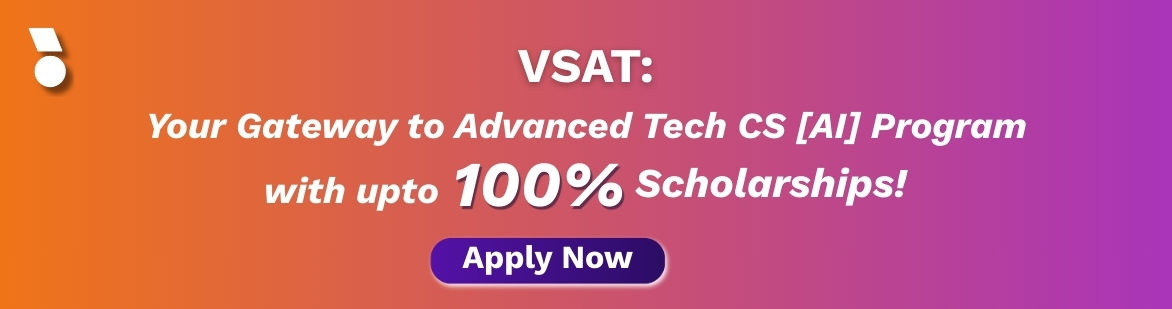 VSAT:
Your Gateway to Advanced Tech CS [AI] Program
with upto 100% Scholarships!
Apply Now